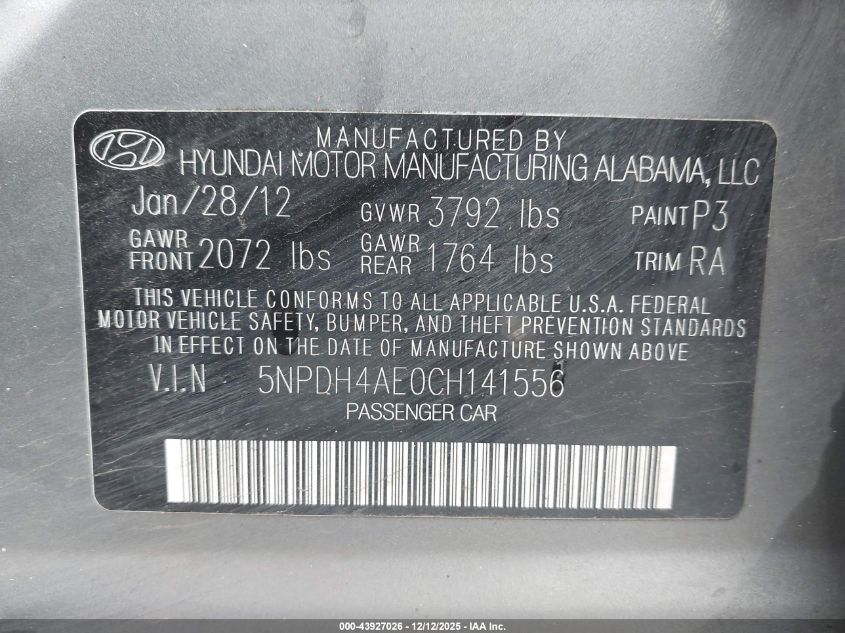 MANUFACTURED BY
HYUNDAI MOTOR MANUFACTURING ALABAMA, LLC
Jan/28/12 GVWR 3792 lbs PAINT P3
GAWR FRONT 2072 lbs GAWR REAR 1764 lbs TRIM RA
THIS VEHICLE CONFORMS TO ALL APPLICABLE U.S.A. FEDERAL
MOTOR VEHICLE SAFETY, BUMPER, AND THEFT PREVENTION STANDARDS
IN EFFECT ON THE DATE OF MANUFACTURE SHOWN ABOVE
V.I.N 5NPDH4AE0CH141556
PASSENGER CAR
000-43927026 - 12/12/2025 - IAA Inc.